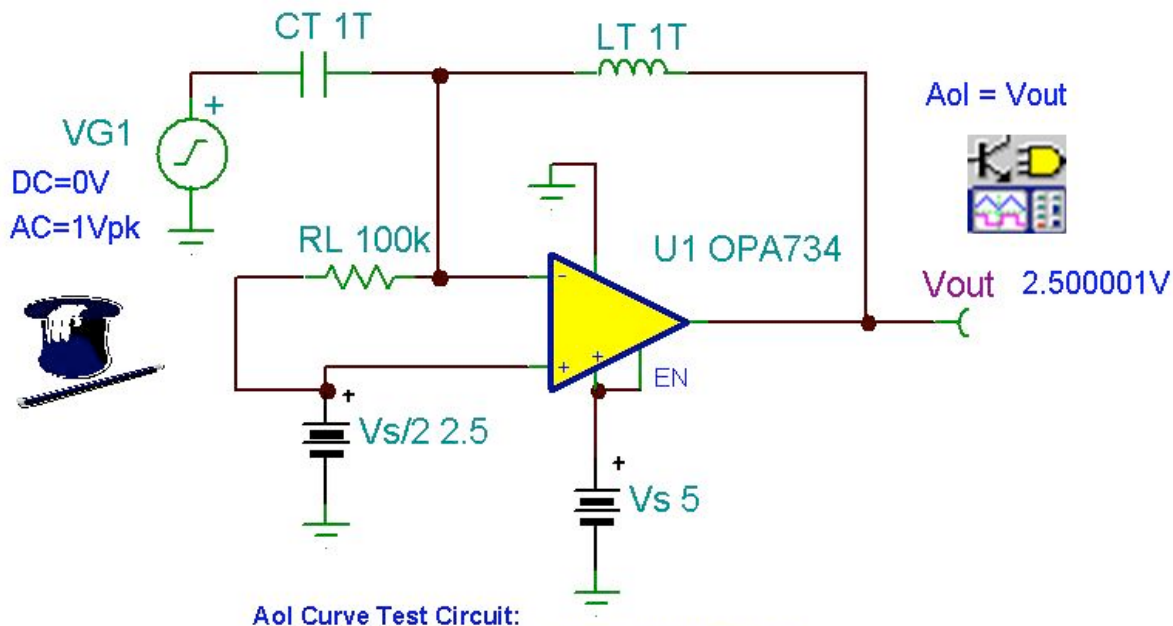 CT 1T
LT 1T
Aol = Vout
VG1
DC=0V
AC=1Vpk
RL 100k
U1 OPA734
Vout 2.500001V
-
+
+
+
EN
+
Vs/2 2.5
+
Vs 5
Aol Curve Test Circuit: